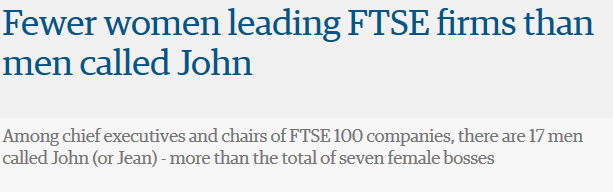 Fewer women leading FTSE firms than
men called John
Among chief executives and chairs of FTSE 100 companies, there are 17 men
called John (or Jean) - more than the total of seven female bosses